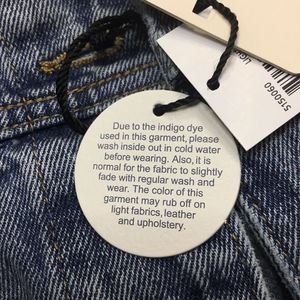 Due to the indigo dye
used in this garment, please
wash inside out in cold water
before wearing. Also, it is
normal for the fabric to slightly
fade with regular wash and
wear. The color of this
garment may rub off on
light fabrics, leather
and upholstery.
5150060